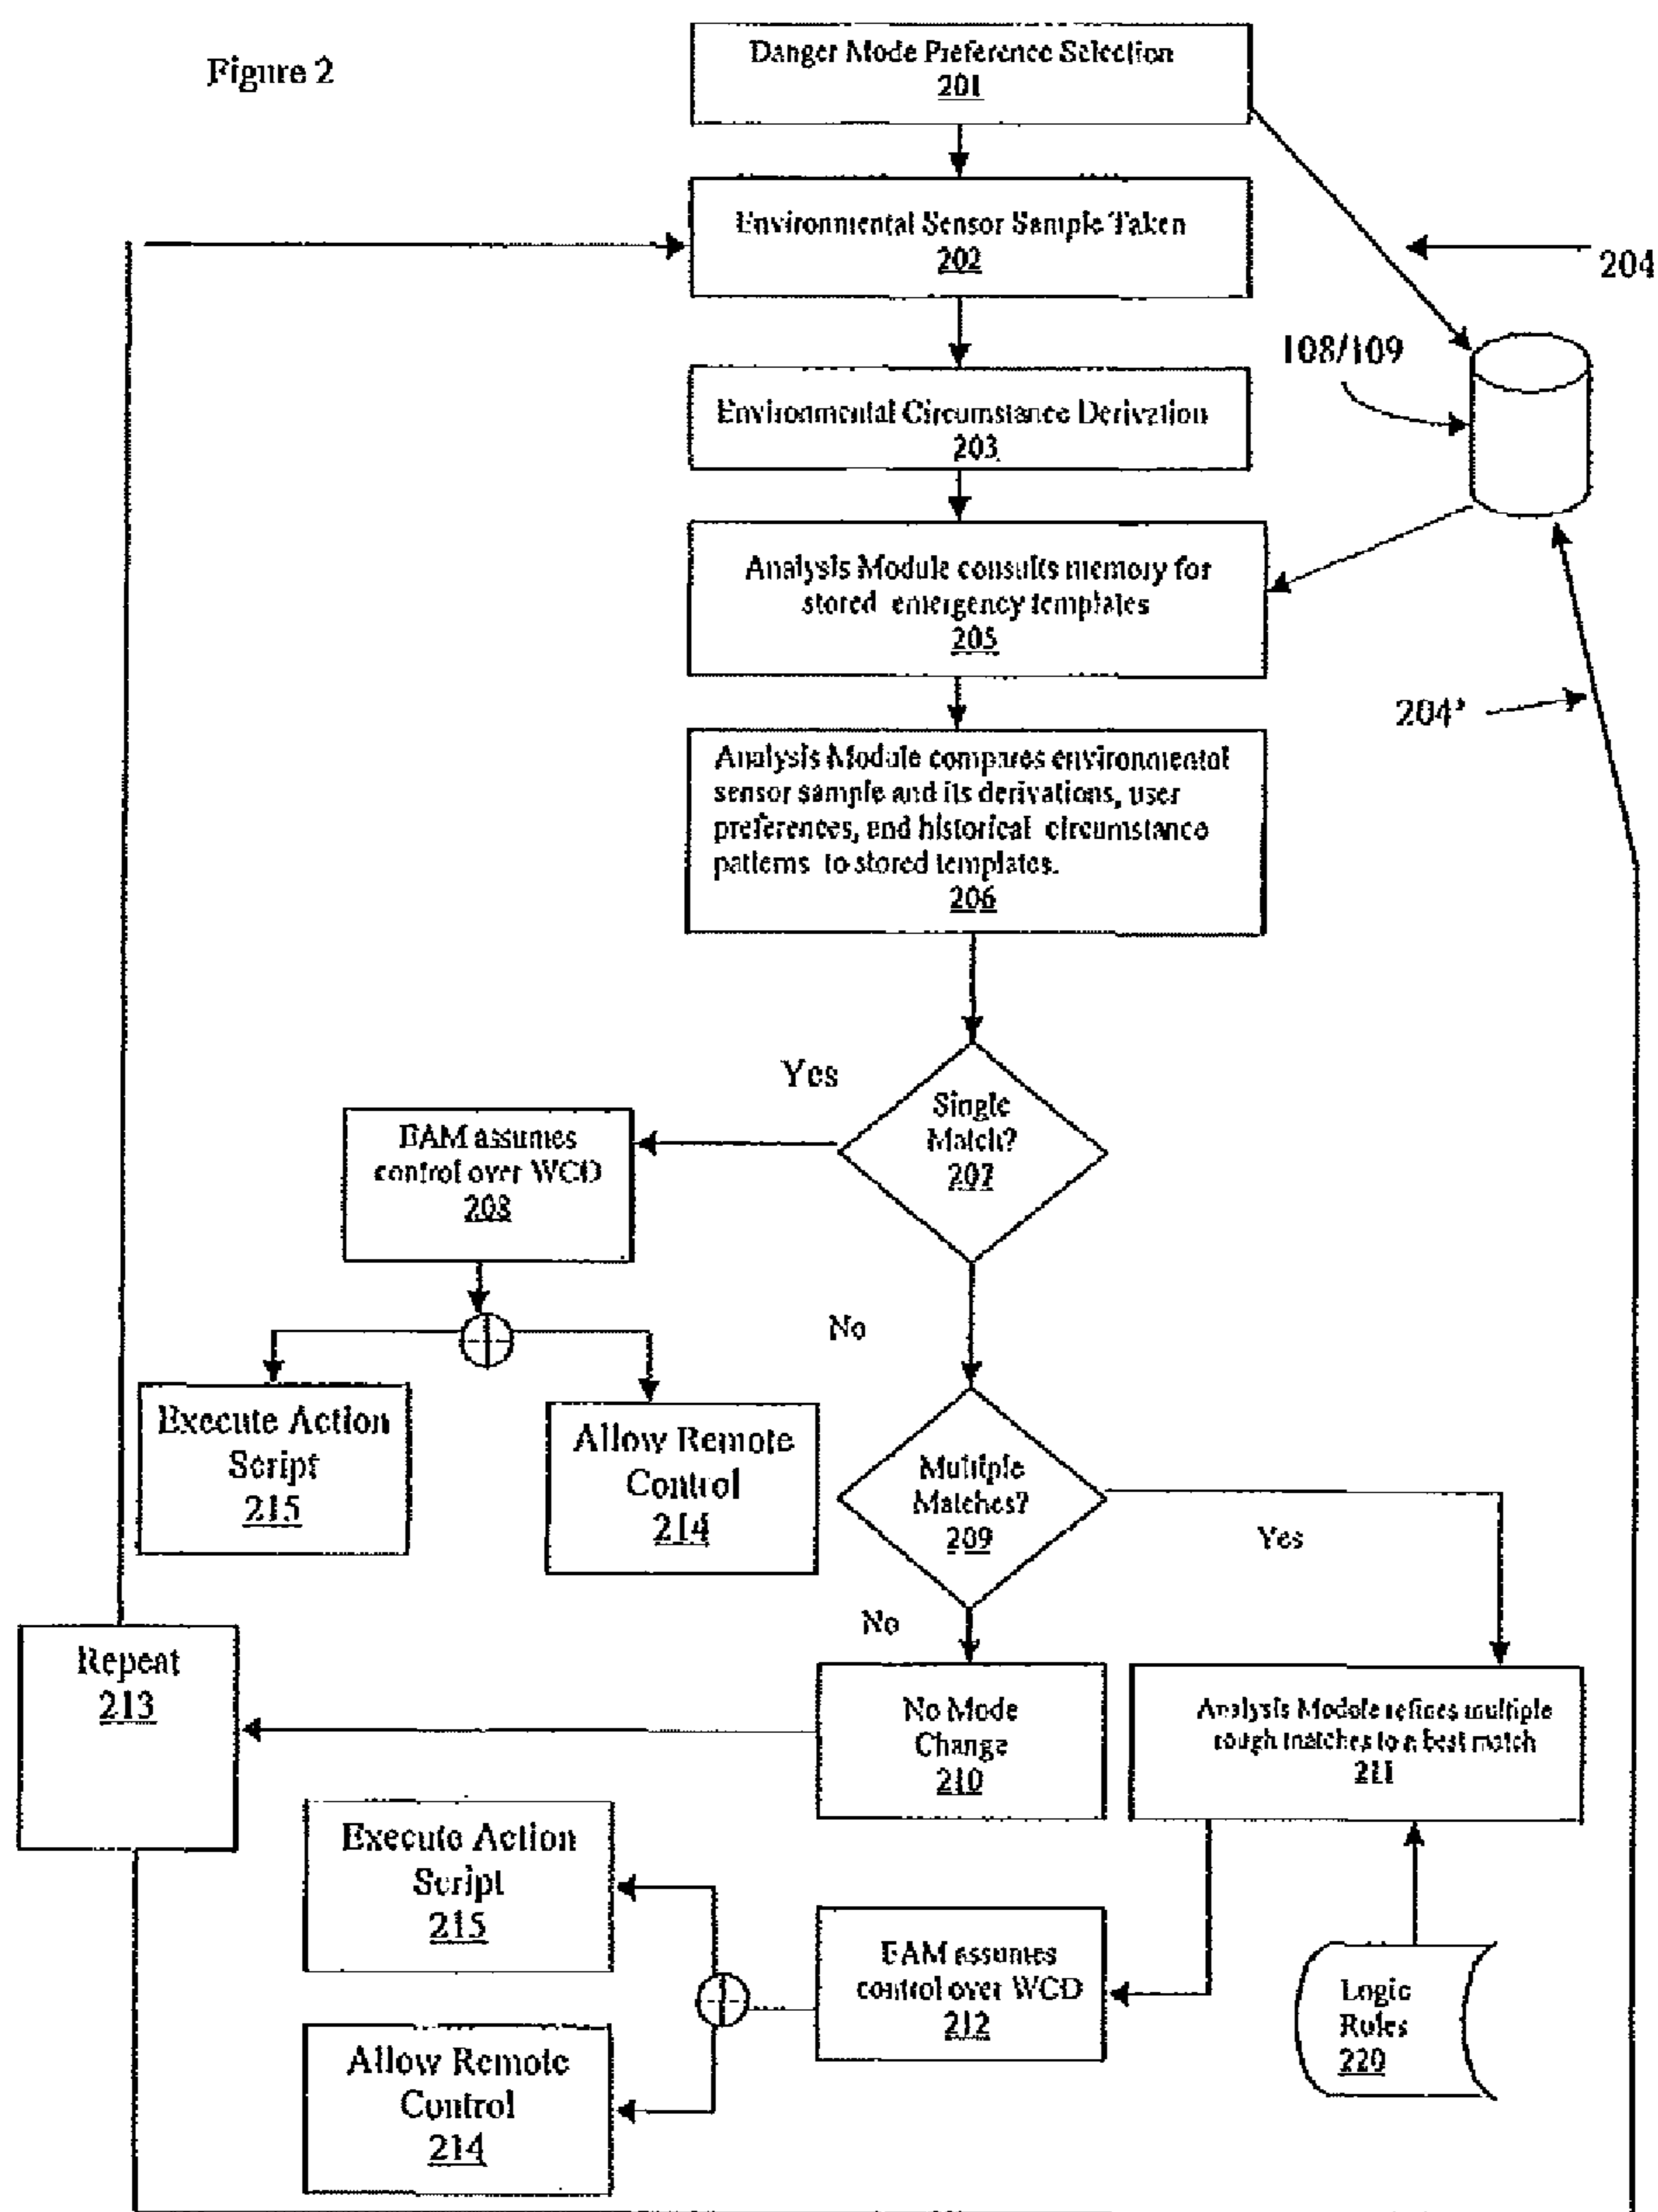 Figure 2
Danger Mode Preference Selection
201
Environmental Sensor Sample Taken
202
204
108/109
Environmental Circumstance Derivation
203
Analysis Module consults memory for
stored emergency templates
205
204'
Analysis Module compares environmental
sensor sample and its derivations, user
preferences, and historical circumstance
patterns to stored templates.
206
Yes
Single
Match?
207
EAM assumes
control over WCD
208
No
Execute Action
Script
215
Allow Remote
Control
214
Multiple
Matches?
209
Yes
No
Repeat
213
No Mode
Change
210
Analysis Module refines multiple
rough matches to a best match
211
Execute Action
Script
215
EAM assumes
control over WCD
212
Logic
Rules
220
Allow Remote
Control
214